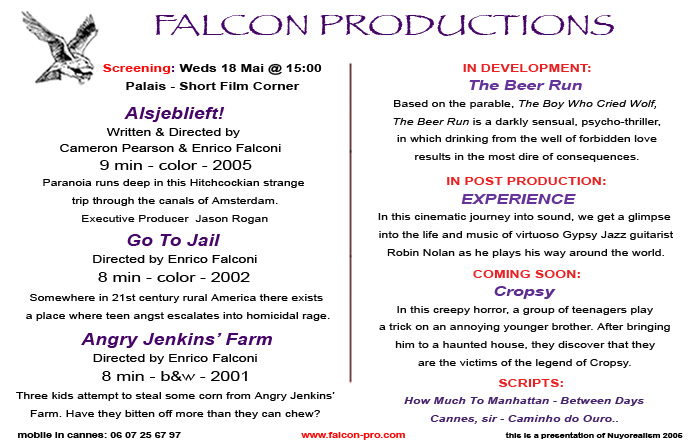 FALCON PRODUCTIONS
Screening: Weds 18 Mai @ 15:00
Palais - Short Film Corner
Alsjeblieft!
Written & Directed by
Cameron Pearson & Enrico Falconi
9 min - color - 2005
Paranoia runs deep in this Hitchcockian strange
trip through the canals of Amsterdam.
Executive Producer Jason Rogan
Go To Jail
Directed by Enrico Falconi
8 min - color - 2002
Somewhere in 21st century rural America there exists
a place where teen angst escalates into homicidal rage.
Angry Jenkins' Farm
Directed by Enrico Falconi
8 min - b&w - 2001
Three kids attempt to steal some corn from Angry Jenkins'
Farm. Have they bitten off more than they can chew?
IN DEVELOPMENT:
The Beer Run
Based on the parable, The Boy Who Cried Wolf,
The Beer Run is a darkly sensual, psycho-thriller,
in which drinking from the well of forbidden love
results in the most dire of consequences.
IN POST PRODUCTION:
EXPERIENCE
In this cinematic journey into sound, we get a glimpse
into the life and music of virtuoso Gypsy Jazz guitarist
Robin Nolan as he plays his way around the world.
COMING SOON:
Cropsy
In this creepy horror, a group of teenagers play
a trick on an annoying younger brother. After bringing
him to a haunted house, they discover that they
are the victims of the legend of Cropsy.
SCRIPTS:
How Much To Manhattan - Between Days
Cannes, sir - Caminho do Ouro..
mobile in cannes: 06 07 25 67 97
www.falcon-pro.com
this is a presentation of Nuyorealism 2005